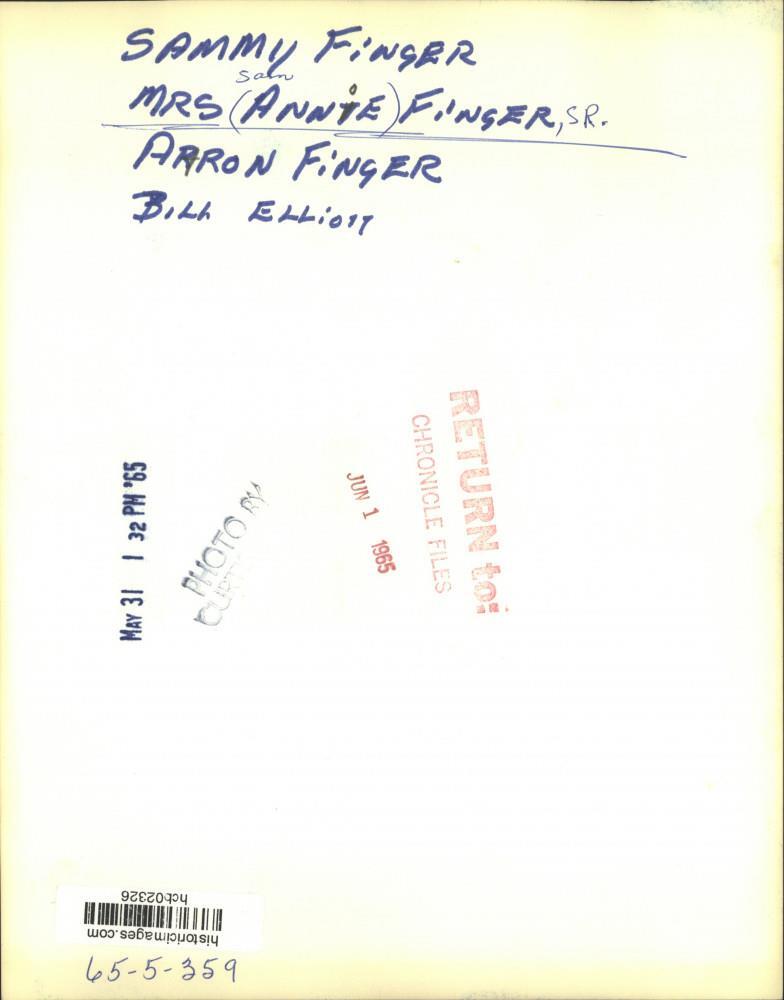 SAMMY FINGER
Sam
MRS (ANNIE) FINGER, SR.
ARRON FINGER
BILL ELLIOTT
RETURN to:
CHRONICLE FILES
JUN 1 1965
PHOTO BY
MAY 31 1 32 PM '65
historicimages.com
hcb02326
65-5-359